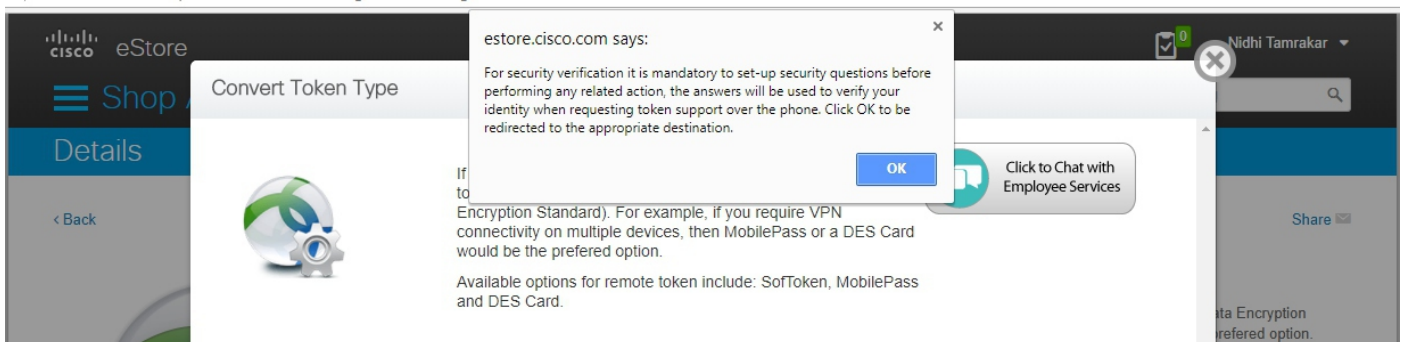 estore.cisco.com says:
For security verification it is mandatory to set-up security questions before
performing any related action, the answers will be used to verify your
identity when requesting token support over the phone. Click OK to be
redirected to the appropriate destination.
OK
cisco eStore
0
Nidhi Tamrakar
Shop
Convert Token Type
Details
If
to
Click to Chat with
Employee Services
Encryption Standard). For example, if you require VPN
connectivity on multiple devices, then MobilePass or a DES Card
would be the prefered option.
Available options for remote token include: SofToken, MobilePass
and DES Card.
< Back
Share
Encryption
prefered option.